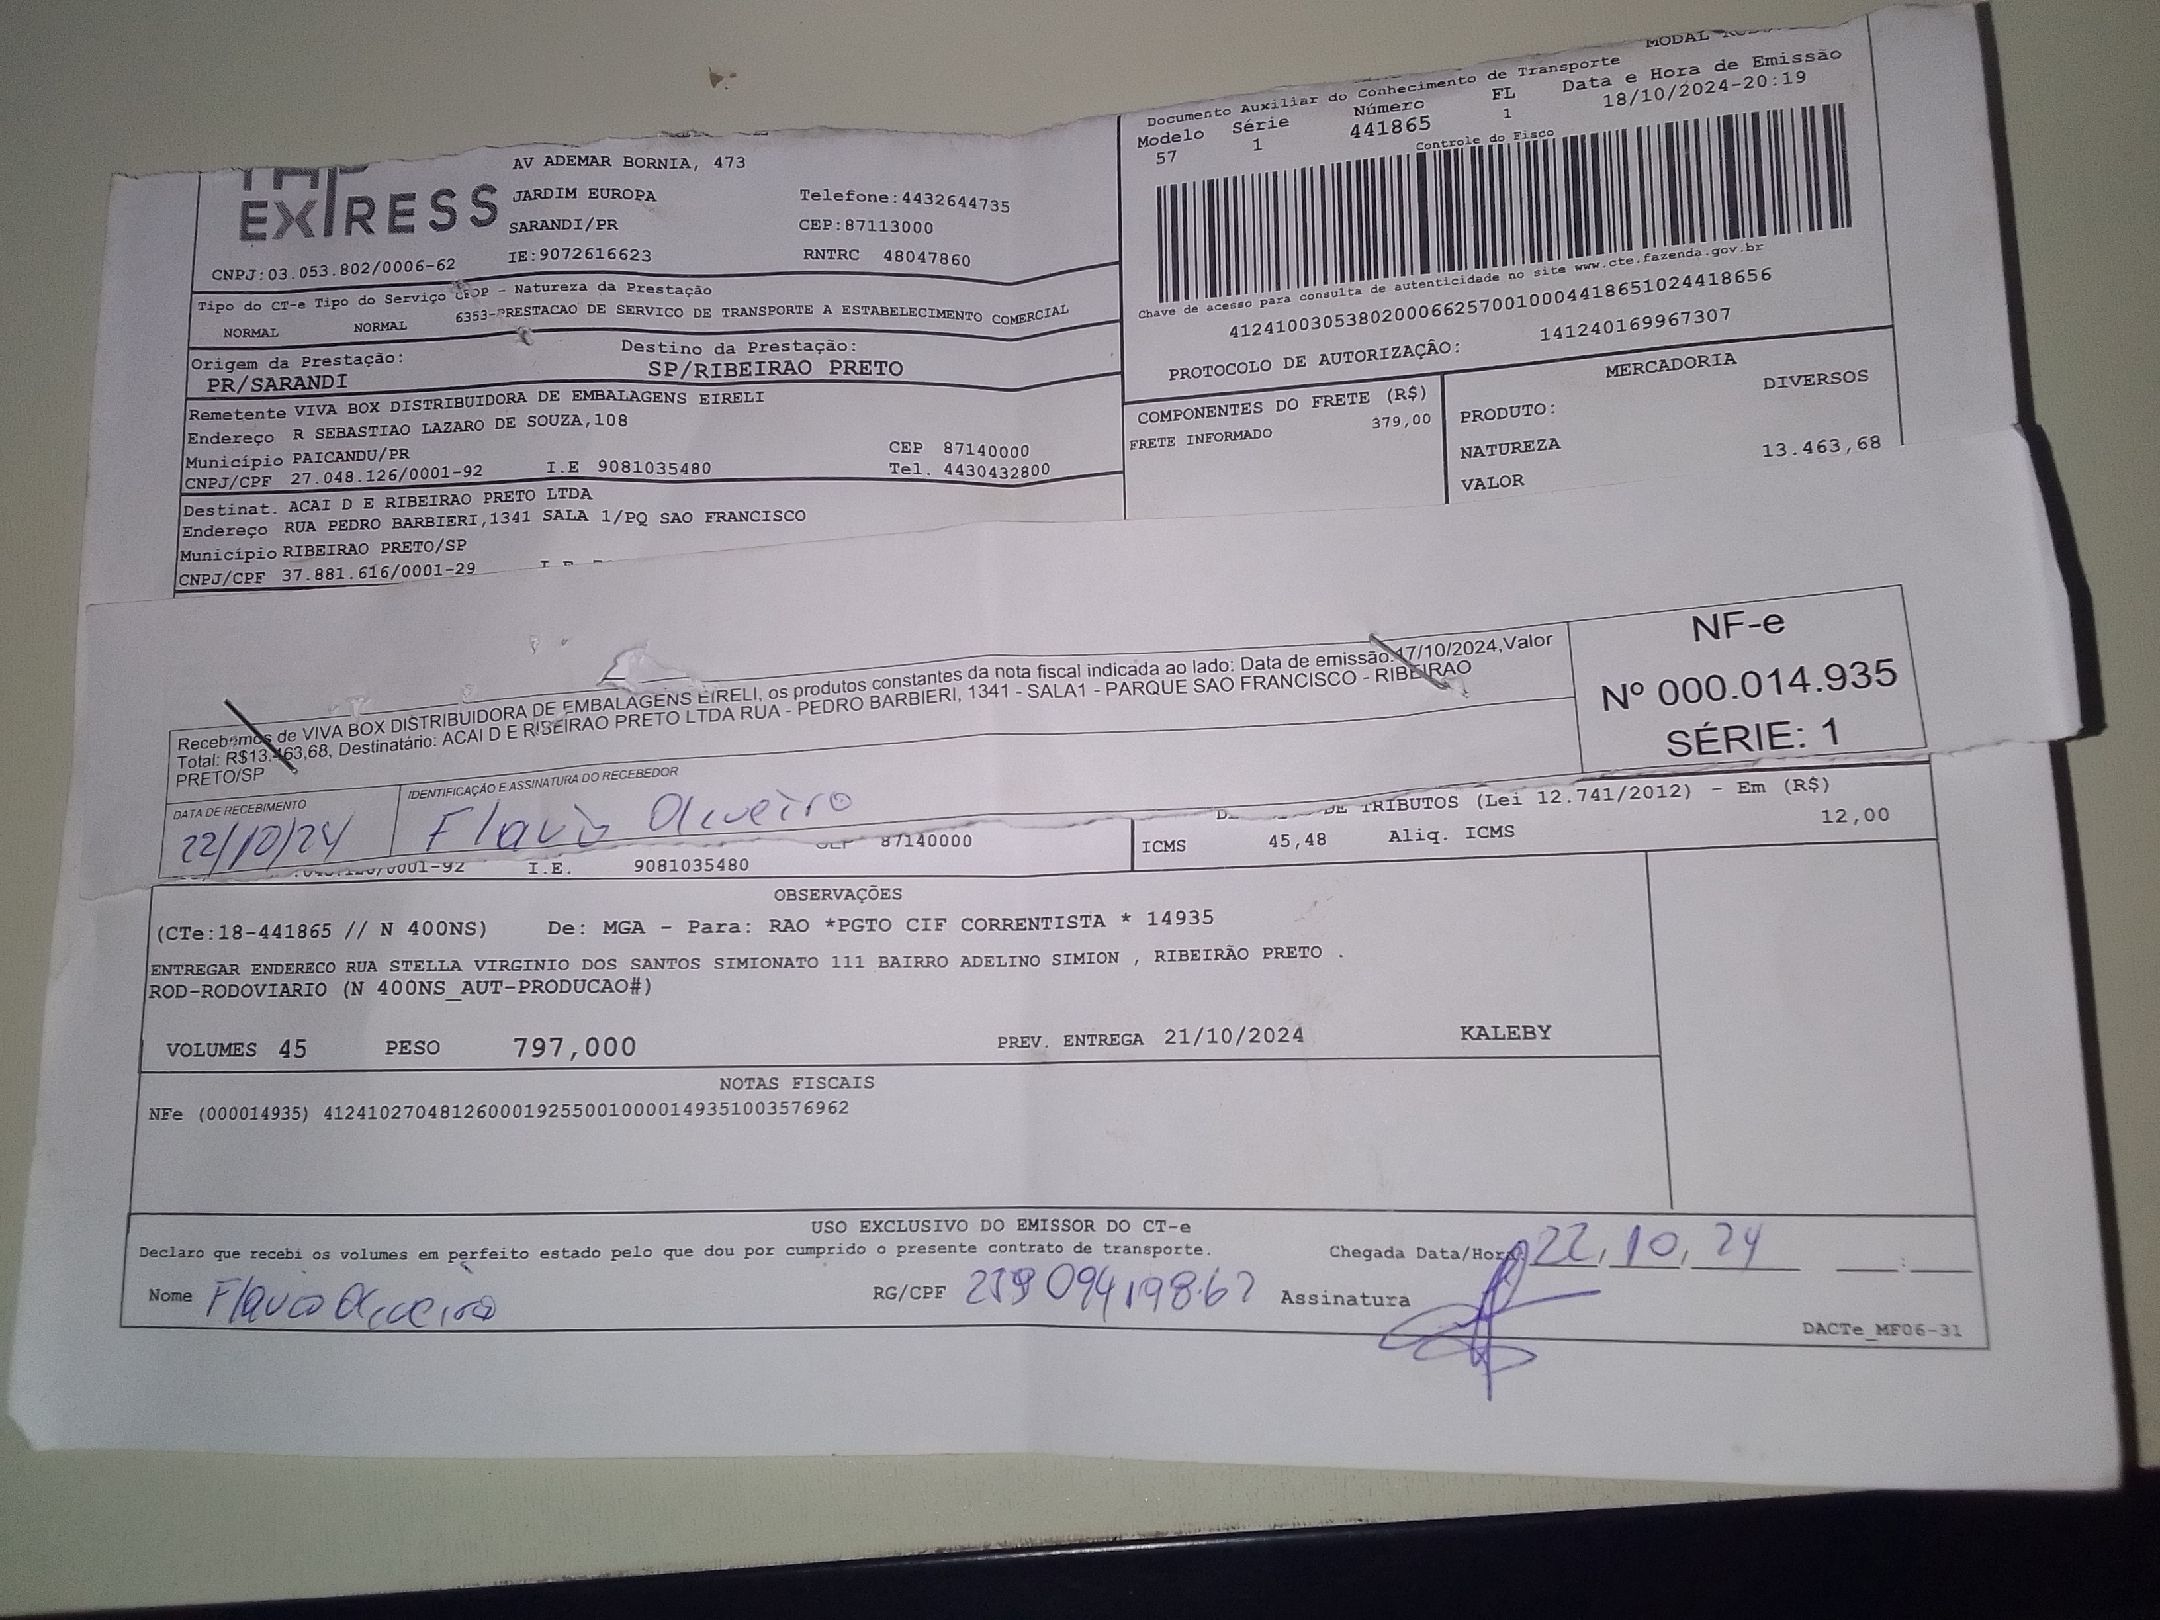 MODAL
Documento Auxiliar do Conhecimento de Transporte
Modelo Série Número FL Data e Hora de Emissão
57 1 441865 1 18/10/2024-20:19
Controle do Fisco
Chave de acesso para consulta de autenticidade no site www.cte.fazenda.gov.br
41241003053802000662570010004418651024418656
PROTOCOLO DE AUTORIZAÇÃO: 141240169967307
EXPRESS
AV ADEMAR BORNIA, 473
JARDIM EUROPA Telefone:4432644735
SARANDI/PR CEP:87113000
CNPJ:03.053.802/0006-62 IE:9072616623 RNTRC 48047860
Tipo do CT-e Tipo do Serviço CFOP - Natureza da Prestação
NORMAL NORMAL 6353-PRESTACAO DE SERVICO DE TRANSPORTE A ESTABELECIMENTO COMERCIAL
Origem da Prestação: Destino da Prestação:
PR/SARANDI SP/RIBEIRAO PRETO
Remetente VIVA BOX DISTRIBUIDORA DE EMBALAGENS EIRELI
Endereço R SEBASTIAO LAZARO DE SOUZA,108
Município PAICANDU/PR CEP 87140000
CNPJ/CPF 27.048.126/0001-92 I.E 9081035480 Tel. 4430432800
Destinat. ACAI D E RIBEIRAO PRETO LTDA
Endereço RUA PEDRO BARBIERI,1341 SALA 1/PQ SAO FRANCISCO
Município RIBEIRAO PRETO/SP
CNPJ/CPF 37.881.616/0001-29
COMPONENTES DO FRETE (R$)
FRETE INFORMADO 379,00
MERCADORIA
PRODUTO: DIVERSOS
NATUREZA
VALOR 13.463,68
Recebemos de VIVA BOX DISTRIBUIDORA DE EMBALAGENS EIRELI, os produtos constantes da nota fiscal indicada ao lado: Data de emissão:17/10/2024,Valor
Total: R$13.463,68, Destinatário: ACAI D E RIBEIRAO PRETO LTDA RUA - PEDRO BARBIERI, 1341 - SALA1 - PARQUE SAO FRANCISCO - RIBEIRAO
PRETO/SP
NF-e
Nº 000.014.935
SÉRIE: 1
DATA DE RECEBIMENTO IDENTIFICAÇÃO E ASSINATURA DO RECEBEDOR
22/10/24 Flavio Oliveira
DE TRIBUTOS (Lei 12.741/2012) - Em (R$)
ICMS 45,48 Aliq. ICMS 12,00
87140000
0001-92 I.E. 9081035480
OBSERVAÇÕES
(CTe:18-441865 // N 400NS) De: MGA - Para: RAO *PGTO CIF CORRENTISTA * 14935
ENTREGAR ENDERECO RUA STELLA VIRGINIO DOS SANTOS SIMIONATO 111 BAIRRO ADELINO SIMION , RIBEIRÃO PRETO .
ROD-RODOVIARIO (N 400NS_AUT-PRODUCAO#)
VOLUMES 45 PESO 797,000 PREV. ENTREGA 21/10/2024 KALEBY
NOTAS FISCAIS
NFe (000014935) 41241027048126000192550010000149351003576962
USO EXCLUSIVO DO EMISSOR DO CT-e
Declaro que recebi os volumes em perfeito estado pelo que dou por cumprido o presente contrato de transporte. Chegada Data/Hora 22, 10, 24
Nome Flavio Oliveira RG/CPF Assinatura
DACTe_MF06-31